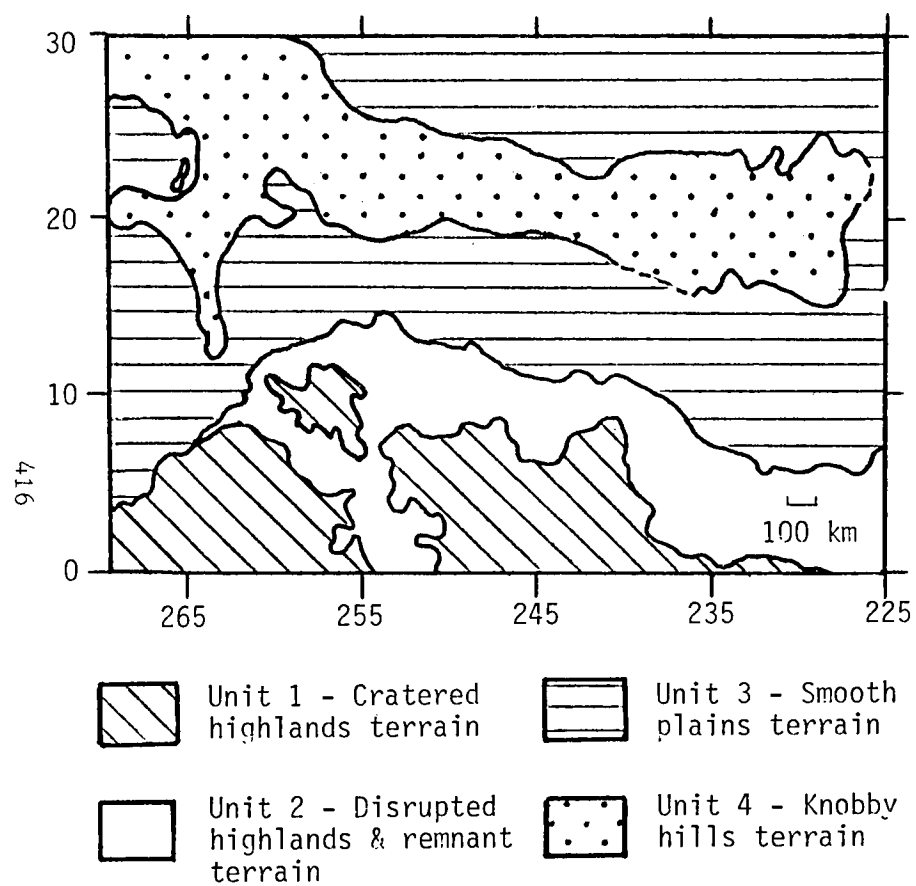 30
20
10
0
416
265
255
245
235
225
100 km
Unit 1 - Cratered
highlands terrain
Unit 2 - Disrupted
highlands & remnant
terrain
Unit 3 - Smooth
plains terrain
Unit 4 - Knobby
hills terrain